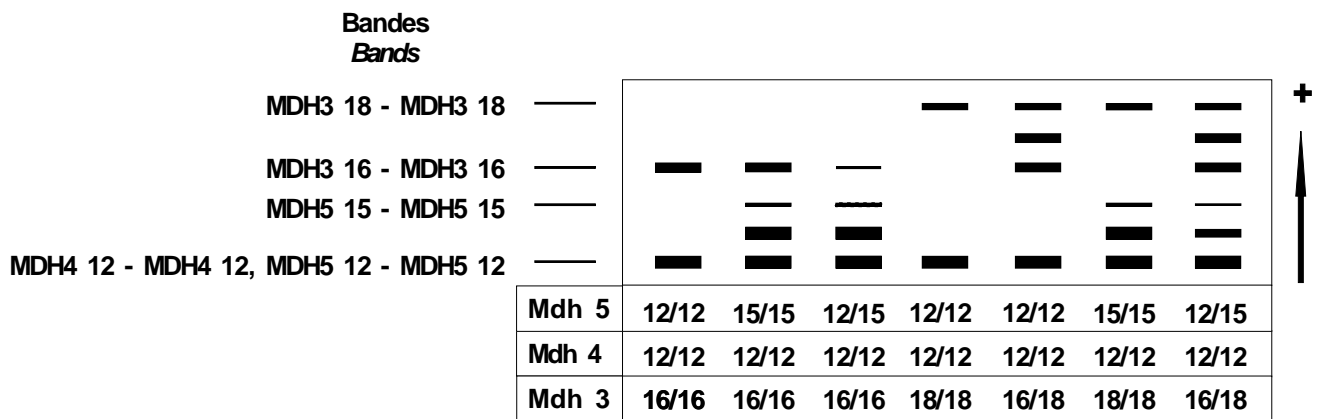 Bandes
Bands
MDH3 18 - MDH3 18
+
MDH3 16 - MDH3 16
MDH5 15 - MDH5 15
MDH4 12 - MDH4 12, MDH5 12 - MDH5 12
Mdh 5 12/12 15/15 12/15 12/12 12/12 15/15 12/15
Mdh 4 12/12 12/12 12/12 12/12 12/12 12/12 12/12
Mdh 3 16/16 16/16 16/16 18/18 16/18 18/18 16/18